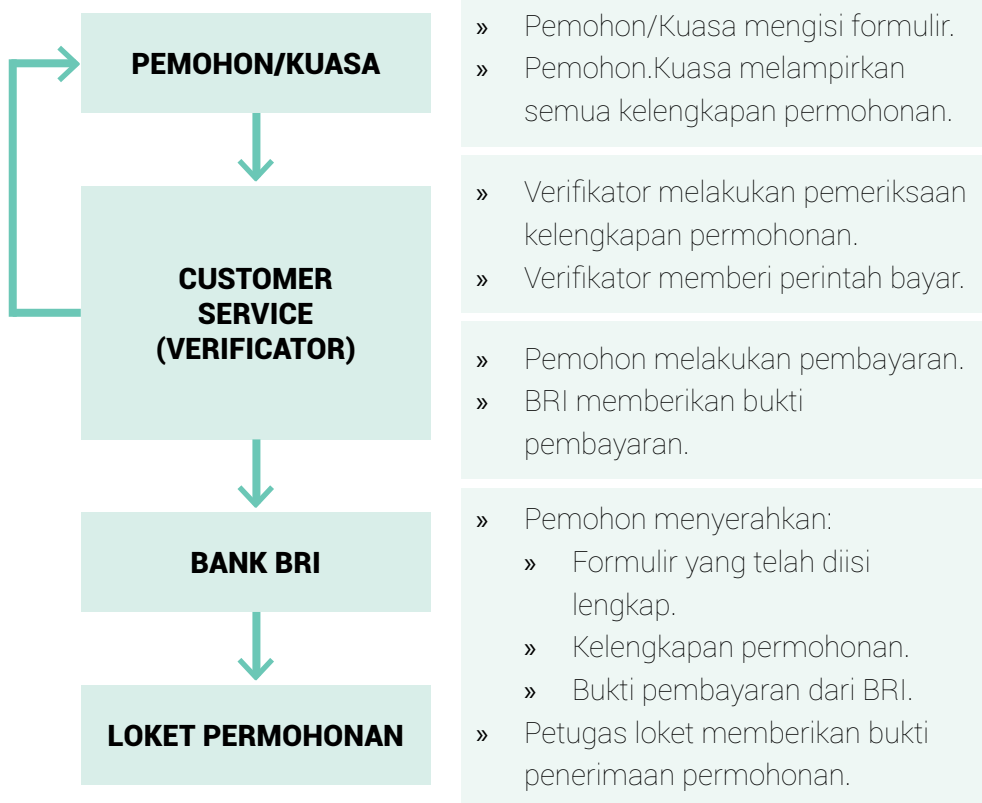 PEMOHON/KUASA
» Pemohon/Kuasa mengisi formulir.
» Pemohon.Kuasa melampirkan
semua kelengkapan permohonan.
CUSTOMER
SERVICE
(VERIFICATOR)
» Verifikator melakukan pemeriksaan
kelengkapan permohonan.
» Verifikator memberi perintah bayar.
BANK BRI
» Pemohon melakukan pembayaran.
» BRI memberikan bukti
pembayaran.
LOKET PERMOHONAN
» Pemohon menyerahkan:
» Formulir yang telah diisi
lengkap.
» Kelengkapan permohonan.
» Bukti pembayaran dari BRI.
» Petugas loket memberikan bukti
penerimaan permohonan.